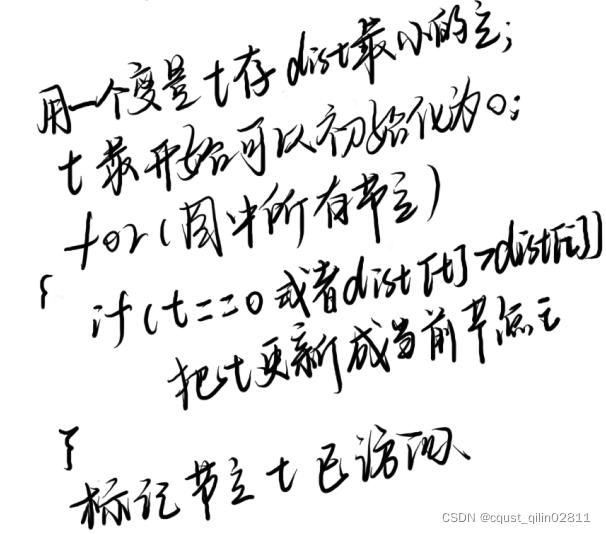 用一个变量t存dist最小的点;
t最开始可以初始化为0;
for(图中所有节点)
{
if(t==0或者dist[t]>dist[i])
把t更新成当前节点i
}
标记节点t已访问
CSDN @cqust_qilin02811